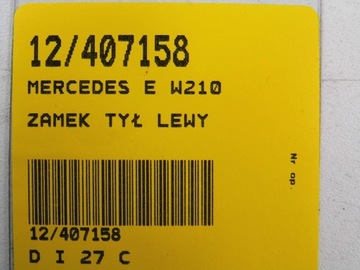 12/407158
MERCEDES E W210
ZAMEK TYŁ LEWY
Nr op.
12/407158
D I 27 C